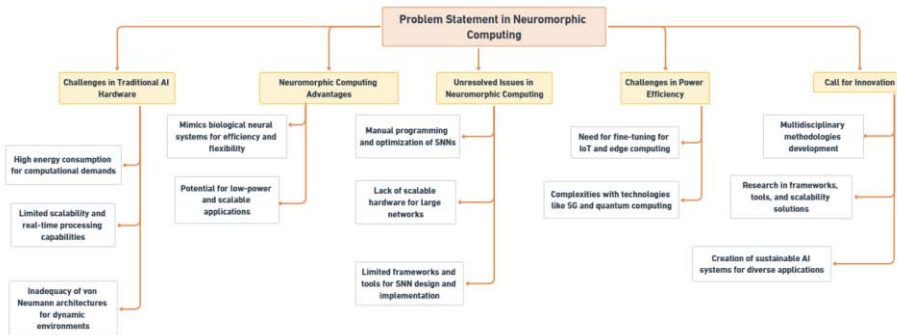 Problem Statement in Neuromorphic
Computing
Challenges in Traditional AI
Hardware
Neuromorphic Computing
Advantages
Unresolved Issues in
Neuromorphic Computing
Challenges in Power
Efficiency
Call for Innovation
High energy consumption
for computational demands
Limited scalability and
real-time processing
capabilities
Inadequacy of von
Neumann architectures for
dynamic environments
Mimics biological neural
systems for efficiency and
flexibility
Potential for low-power
and scalable
applications
Manual programming
and optimization of SNNs
Lack of scalable
hardware for large
networks
Limited frameworks and
tools for SNN design and
implementation
Need for fine-tuning for
IoT and edge computing
Complexities with technologies
like 5G and quantum computing
Multidisciplinary
methodologies
development
Research in frameworks,
tools, and scalability
solutions
Creation of sustainable AI
systems for diverse applications